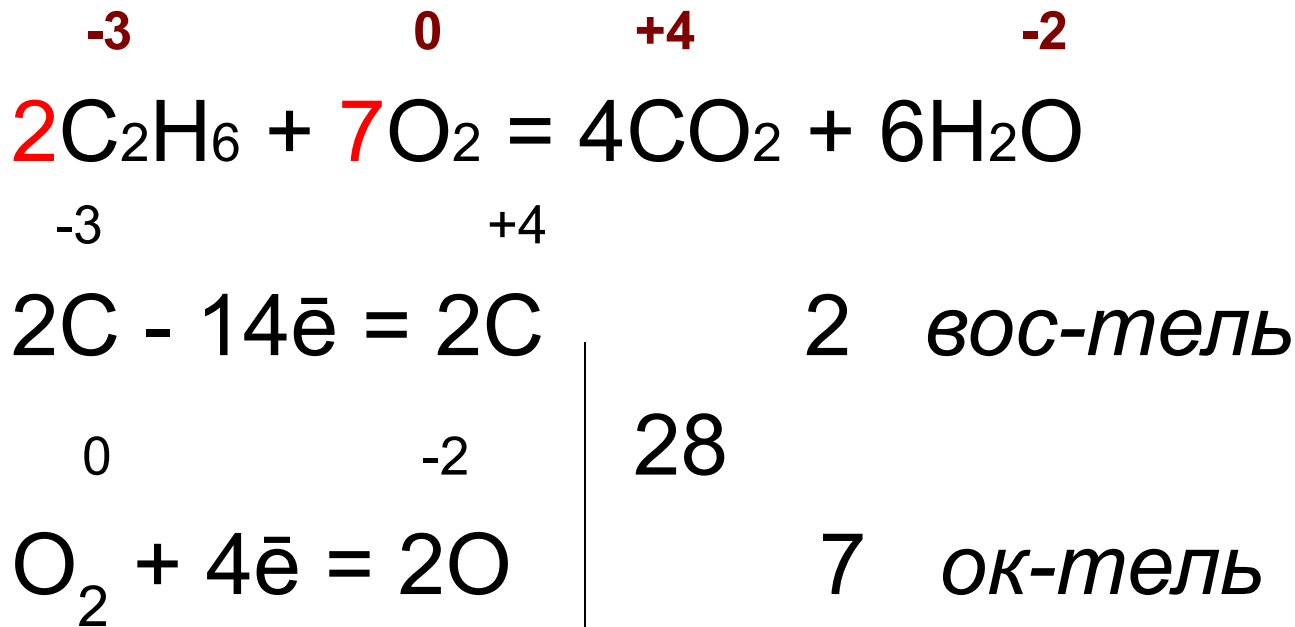 -3 0 +4 -2
2C2H6 + 7O2 = 4CO2 + 6H2O
-3 +4
2C - 14ē = 2C 2 вос-тель
28
0 -2
O2 + 4ē = 2O 7 ок-тель